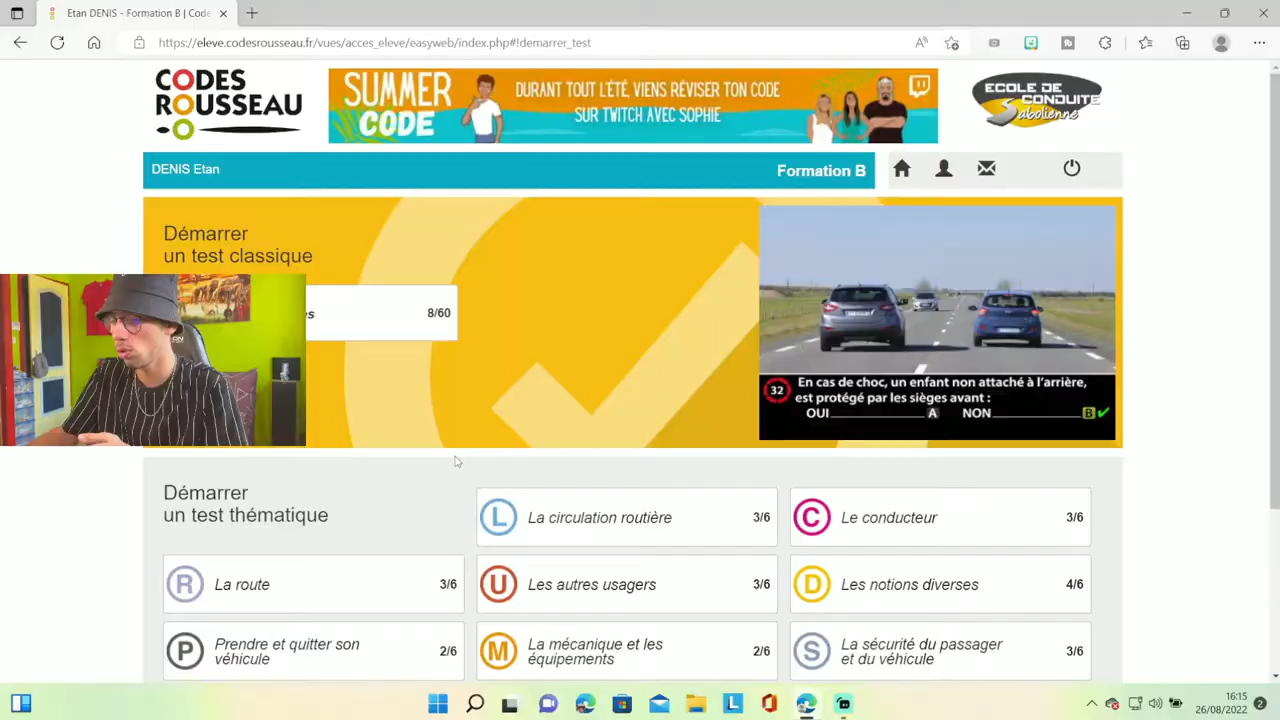 Etan DENIS - Formation B | Code
https://eleve.codesrousseau.fr/vues/acces_eleve/easyweb/index.php#!demarrer_test
CODES
ROUSSEAU
SUMMER
CODE
DURANT TOUT L'ÉTÉ, VIENS RÉVISER TON CODE
SUR TWITCH AVEC SOPHIE
ECOLE DE
CONDUITE
Sabolienne
DENIS Etan
Formation B
Démarrer
un test classique
es
8/60
32 En cas de choc, un enfant non attaché à l'arrière,
est protégé par les sièges avant :
OUI A NON B
Démarrer
un test thématique
L La circulation routière 3/6
C Le conducteur 3/6
R La route 3/6
U Les autres usagers 3/6
D Les notions diverses 4/6
P Prendre et quitter son
véhicule 2/6
M La mécanique et les
équipements 2/6
S La sécurité du passager
et du véhicule 3/6
16:15
26/08/2022
2